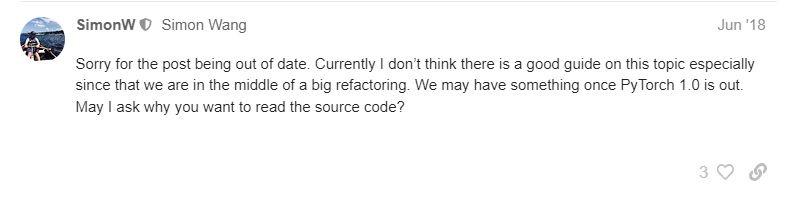 SimonW Simon Wang Jun '18
Sorry for the post being out of date. Currently I don't think there is a good guide on this topic especially
since that we are in the middle of a big refactoring. We may have something once PyTorch 1.0 is out.
May I ask why you want to read the source code?
3